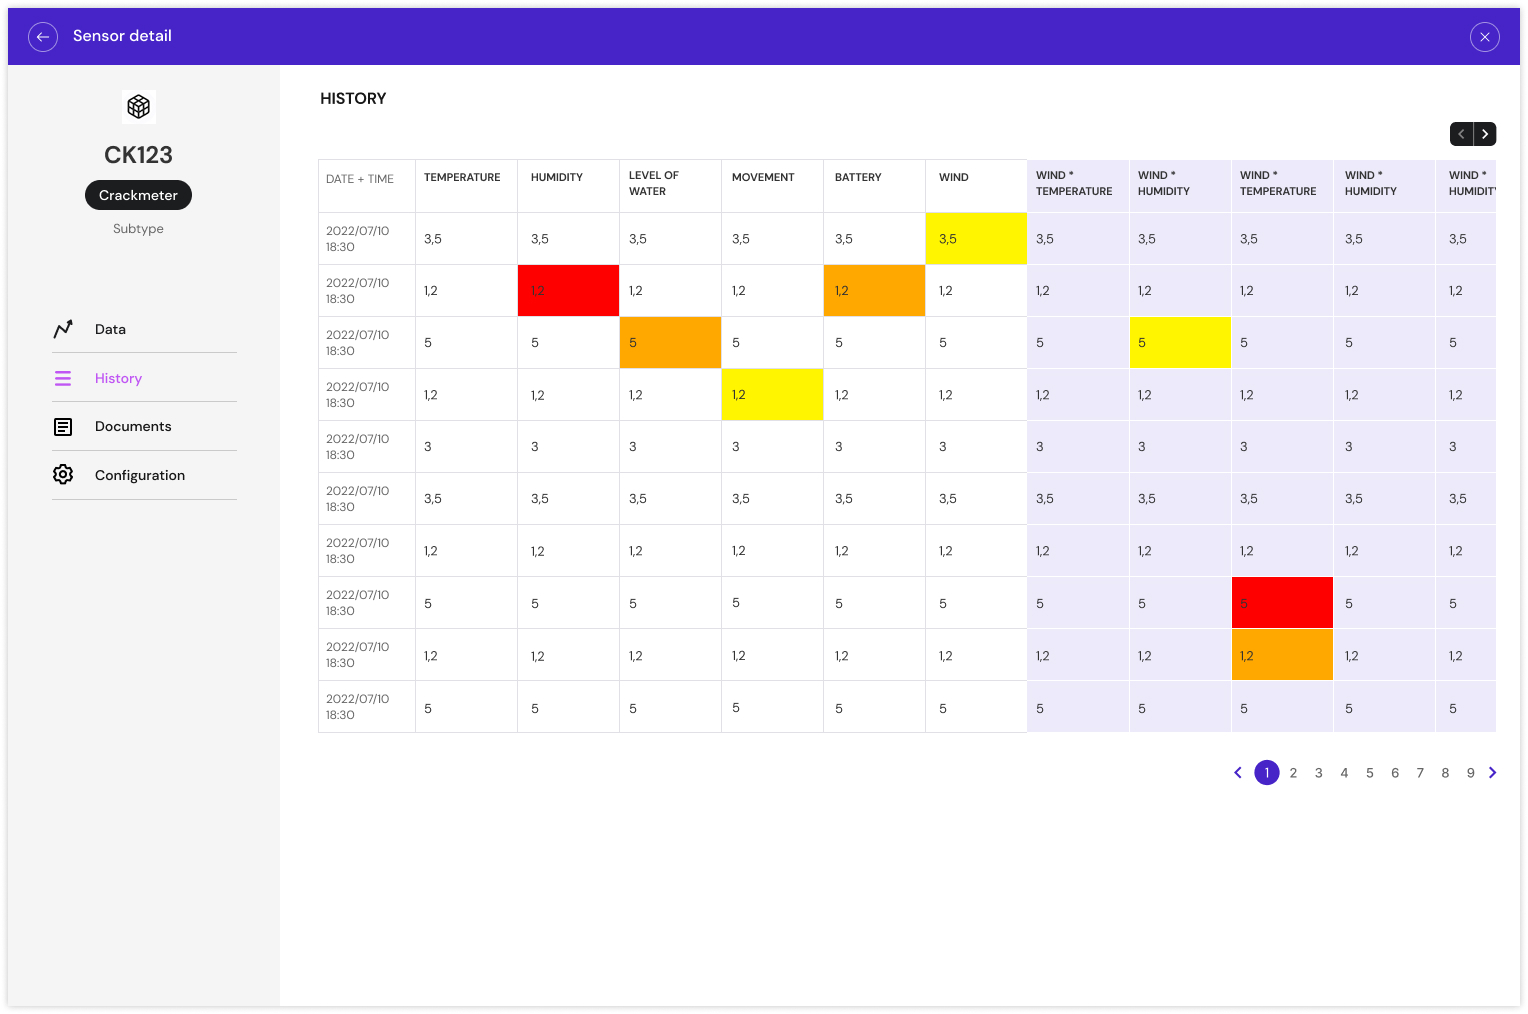 Sensor detail
CK123
Crackmeter
Subtype
Data
History
Documents
Configuration
HISTORY
DATE + TIME TEMPERATURE HUMIDITY LEVEL OF WATER MOVEMENT BATTERY WIND WIND * TEMPERATURE WIND * HUMIDITY WIND * TEMPERATURE WIND * HUMIDITY WIND * HUMIDITY
2022/07/10 18:30 3,5 3,5 3,5 3,5 3,5 3,5 3,5 3,5 3,5 3,5 3,5
2022/07/10 18:30 1,2 1,2 1,2 1,2 1,2 1,2 1,2 1,2 1,2 1,2 1,2
2022/07/10 18:30 5 5 5 5 5 5 5 5 5 5 5
2022/07/10 18:30 1,2 1,2 1,2 1,2 1,2 1,2 1,2 1,2 1,2 1,2 1,2
2022/07/10 18:30 3 3 3 3 3 3 3 3 3 3 3
2022/07/10 18:30 3,5 3,5 3,5 3,5 3,5 3,5 3,5 3,5 3,5 3,5 3,5
2022/07/10 18:30 1,2 1,2 1,2 1,2 1,2 1,2 1,2 1,2 1,2 1,2 1,2
2022/07/10 18:30 5 5 5 5 5 5 5 5 5 5 5
2022/07/10 18:30 1,2 1,2 1,2 1,2 1,2 1,2 1,2 1,2 1,2 1,2 1,2
2022/07/10 18:30 5 5 5 5 5 5 5 5 5 5 5
1 2 3 4 5 6 7 8 9